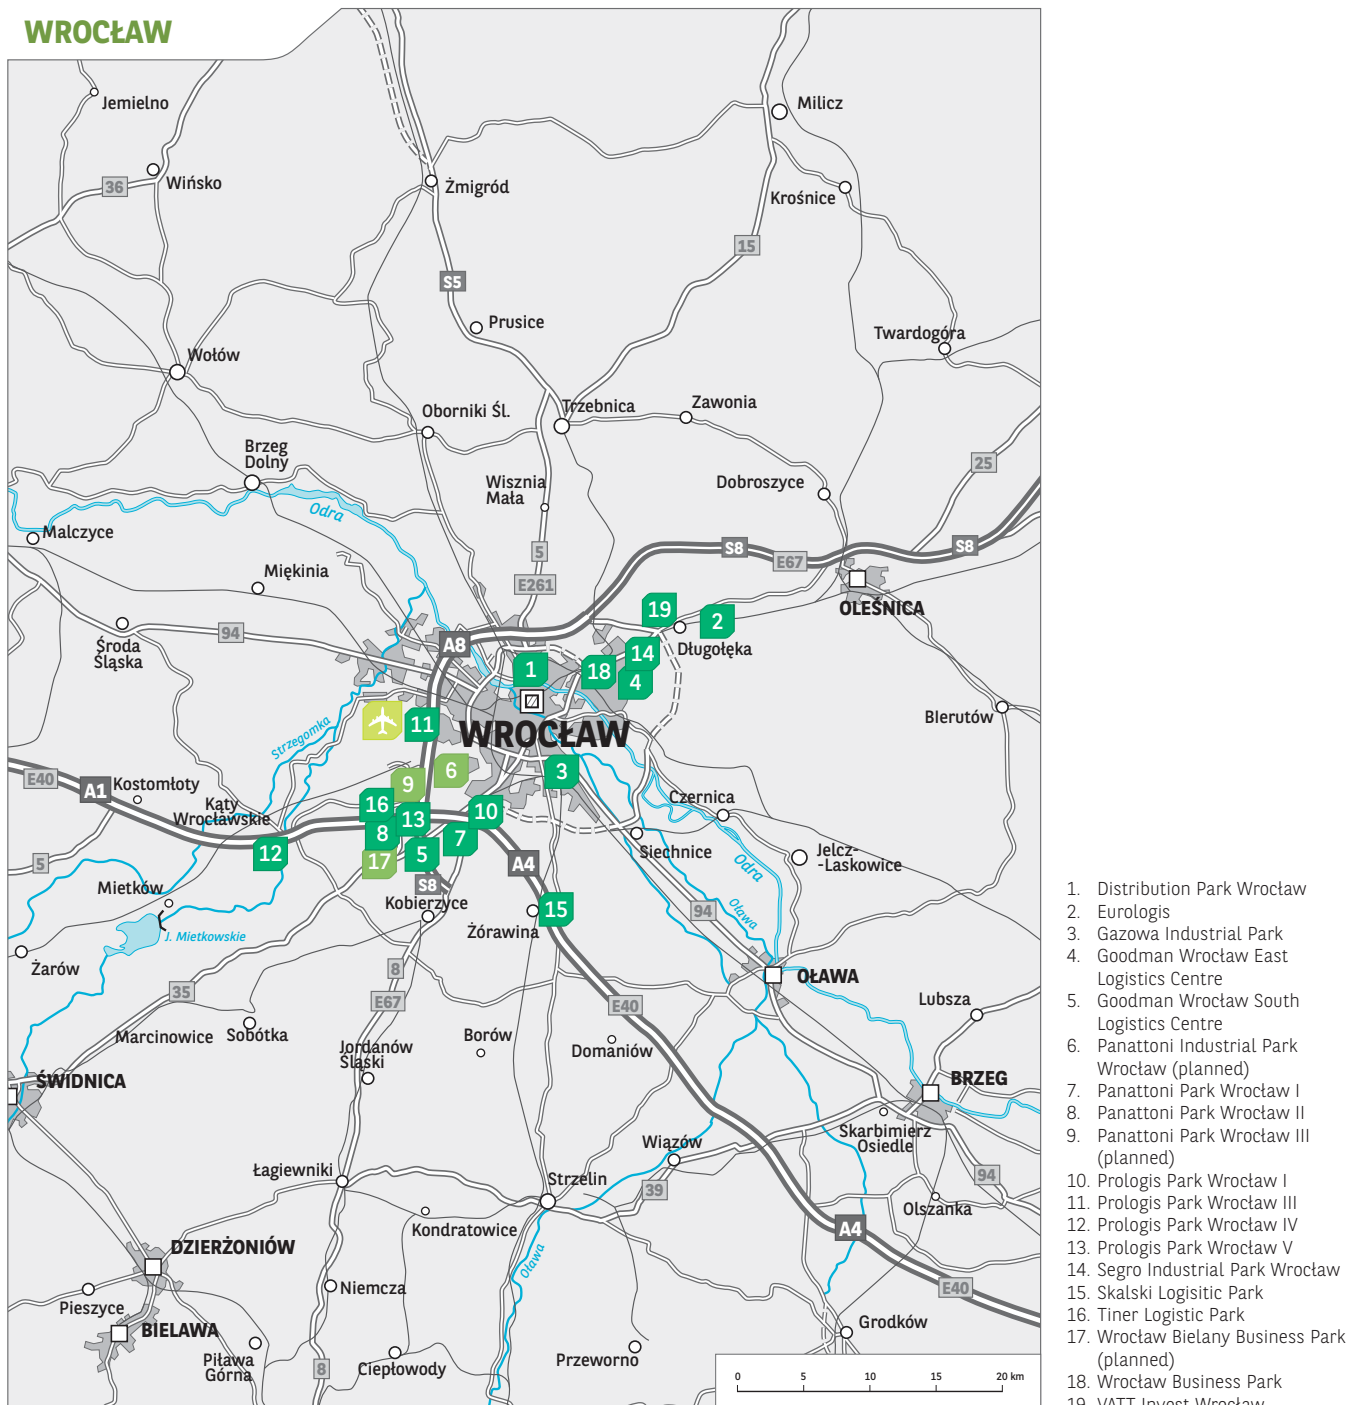 WROCŁAW
Jemielno
Milicz
Wińsko
36
Żmigród
Krośnice
15
S5
Prusice
Twardogóra
Wołów
Oborniki Śl.
Trzebnica
Zawonia
Brzeg
Dolny
25
Wisznia
Mała
Dobroszyce
Odra
Malczyce
S8
S8
5
E67
Miękinia
E261
OLEŚNICA
19
2
94
Środa
Śląska
A8
Długołęka
14
1
18
4
BIerutów
11
WROCŁAW
Strzegomka
E40
A1
Kostomłoty
9
6
3
Kąty
Wrocławskie
16
13
10
Czernica
8
7
12
17
5
S8
A4
Siechnice
Jelcz-
-Laskowice
Odra
5
Mietków
Kobierzyce
15
94
Oława
J. Mietkowskie
Żórawina
Żarów
8
OŁAWA
35
E67
E40
Lubsza
Marcinowice
Sobótka
Borów
Domaniów
Jordanów
Śląski
ŚWIDNICA
BRZEG
Skarbimierz
Osiedle
Wiązów
Łagiewniki
Strzelin
39
94
Olszanka
Kondratowice
A4
DZIERŻONIÓW
Oława
Niemcza
E40
Pieszyce
BIELAWA
Grodków
Piława
Górna
8
Ciepłowody
Przeworno
0 5 10 15 20 km
1. Distribution Park Wrocław
2. Eurologis
3. Gazowa Industrial Park
4. Goodman Wrocław East
Logistics Centre
5. Goodman Wrocław South
Logistics Centre
6. Panattoni Industrial Park
Wrocław (planned)
7. Panattoni Park Wrocław I
8. Panattoni Park Wrocław II
9. Panattoni Park Wrocław III
(planned)
10. Prologis Park Wrocław I
11. Prologis Park Wrocław III
12. Prologis Park Wrocław IV
13. Prologis Park Wrocław V
14. Segro Industrial Park Wrocław
15. Skalski Logisitic Park
16. Tiner Logistic Park
17. Wrocław Bielany Business Park
(planned)
18. Wrocław Business Park
19. VATT Invest Wrocław